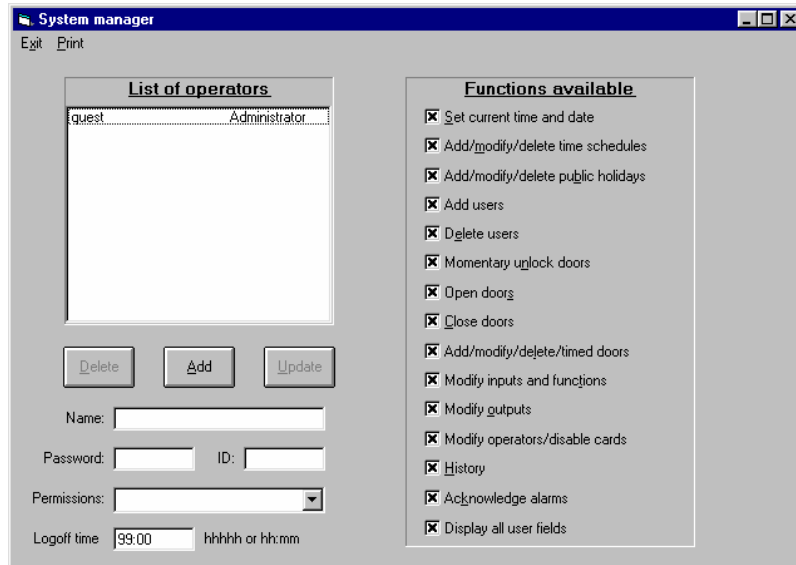 System manager
Exit Print
List of operators
guest Administrator
Delete Add Update
Name:
Password: ID:
Permissions:
Logoff time 99:00 hhhhh or hh:mm
Functions available
Set current time and date
Add/modify/delete time schedules
Add/modify/delete public holidays
Add users
Delete users
Momentary unlock doors
Open doors
Close doors
Add/modify/delete/timed doors
Modify inputs and functions
Modify outputs
Modify operators/disable cards
History
Acknowledge alarms
Display all user fields